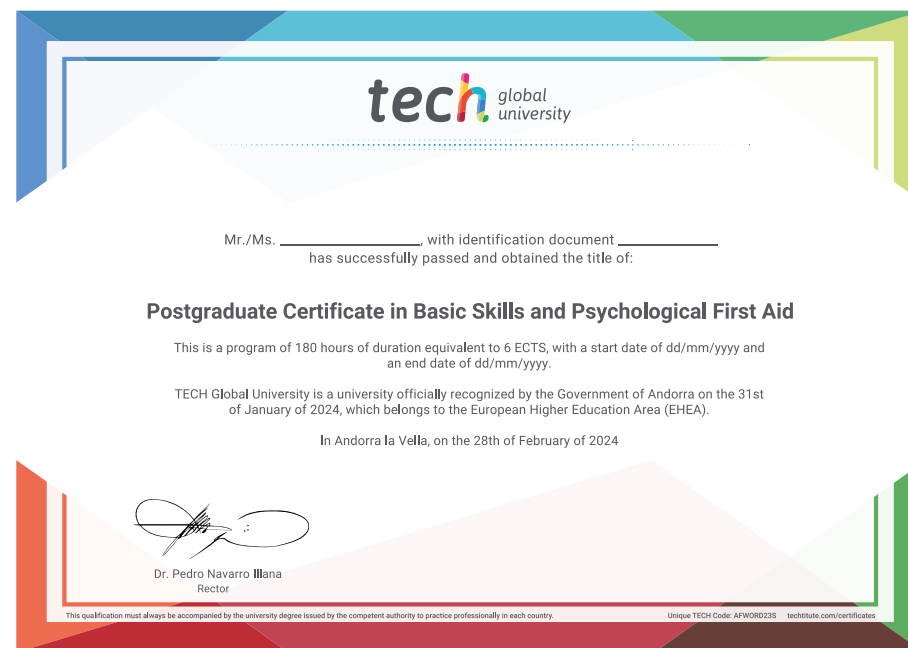 tech global
university
Mr./Ms. ____________, with identification document ____________
has successfully passed and obtained the title of:
Postgraduate Certificate in Basic Skills and Psychological First Aid
This is a program of 180 hours of duration equivalent to 6 ECTS, with a start date of dd/mm/yyyy and
an end date of dd/mm/yyyy.
TECH Global University is a university officially recognized by the Government of Andorra on the 31st
of January of 2024, which belongs to the European Higher Education Area (EHEA).
In Andorra la Vella, on the 28th of February of 2024
Dr. Pedro Navarro Illana
Rector
This qualification must always be accompanied by the university degree issued by the competent authority to practice professionally in each country. Unique TECH Code: AFWORD23S techtitute.com/certificates